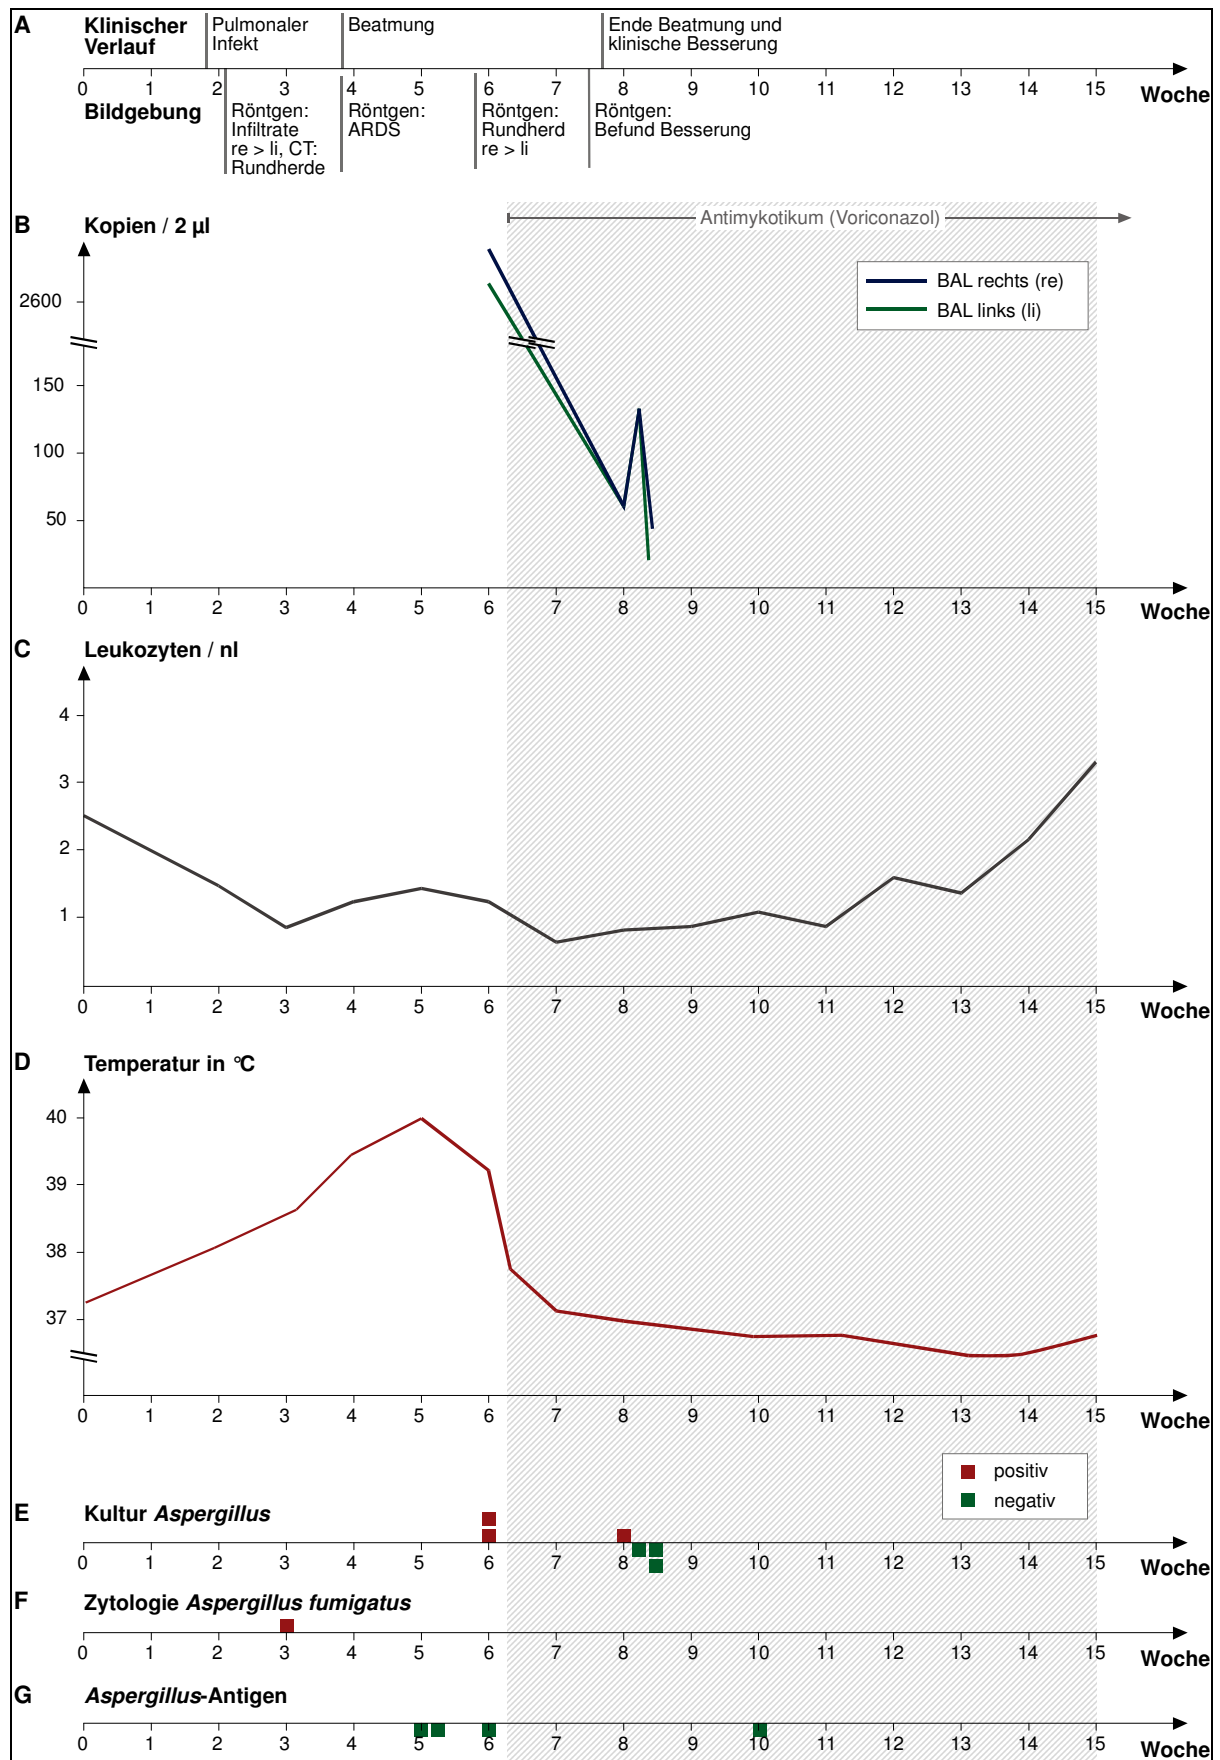 A
Klinischer
Verlauf
Pulmonaler
Infekt
Beatmung
Ende Beatmung und
klinische Besserung
0 1 2 3 4 5 6 7 8 9 10 11 12 13 14 15
Woche
Bildgebung
Röntgen:
Infiltrate
re > li, CT:
Rundherde
Röntgen:
ARDS
Röntgen:
Rundherd
re > li
Röntgen:
Befund Besserung
B
Kopien / 2 µl
Antimykotikum (Voriconazol)
BAL rechts (re)
BAL links (li)
2600
150
100
50
0 1 2 3 4 5 6 7 8 9 10 11 12 13 14 15
Woche
C
Leukozyten / nl
4
3
2
1
0 1 2 3 4 5 6 7 8 9 10 11 12 13 14 15
Woche
D
Temperatur in °C
40
39
38
37
0 1 2 3 4 5 6 7 8 9 10 11 12 13 14 15
Woche
positiv
negativ
E
Kultur Aspergillus
0 1 2 3 4 5 6 7 8 9 10 11 12 13 14 15
Woche
F
Zytologie Aspergillus fumigatus
0 1 2 3 4 5 6 7 8 9 10 11 12 13 14 15
Woche
G
Aspergillus-Antigen
0 1 2 3 4 5 6 7 8 9 10 11 12 13 14 15
Woche